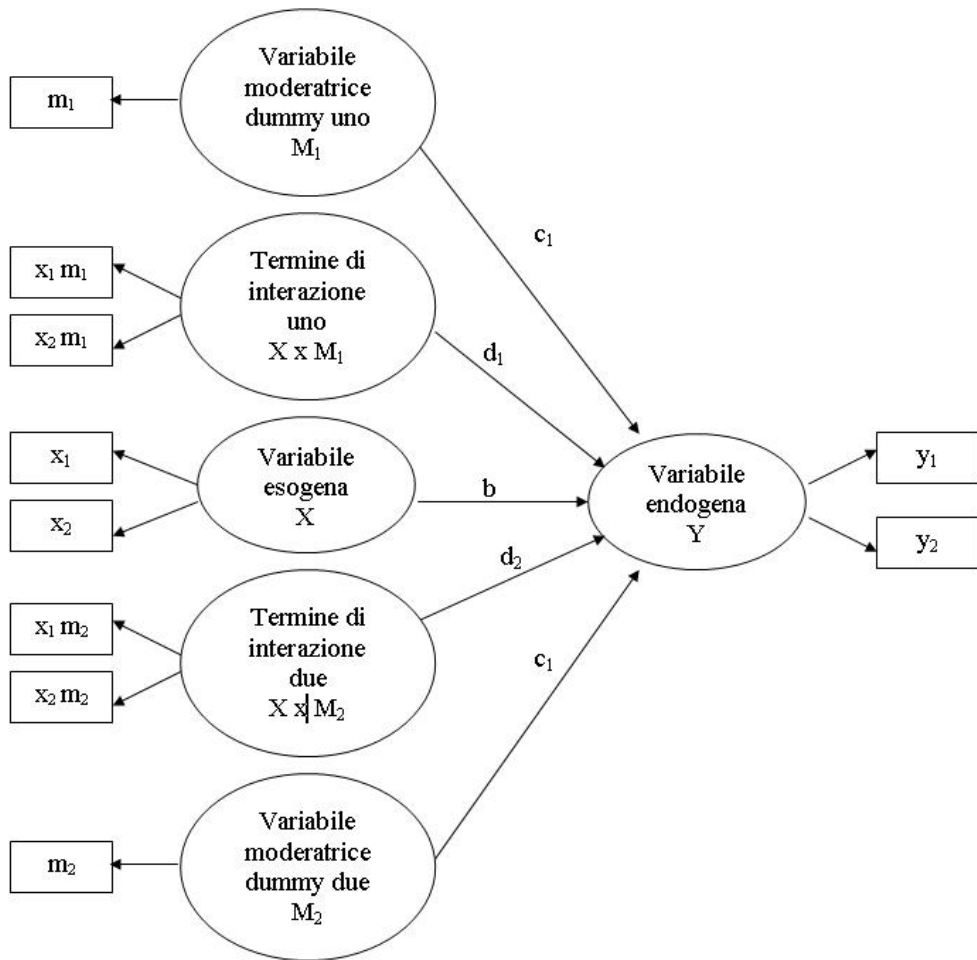 Variabile
moderatrice
dummy uno
M₁
m₁
c₁
Termine di
interazione
uno
X x M₁
x₁ m₁
x₂ m₁
d₁
Variabile
esogena
X
x₁
x₂
b
Variabile
endogena
Y
y₁
y₂
d₂
Termine di
interazione
due
X x M₂
x₁ m₂
x₂ m₂
c₁
Variabile
moderatrice
dummy due
M₂
m₂